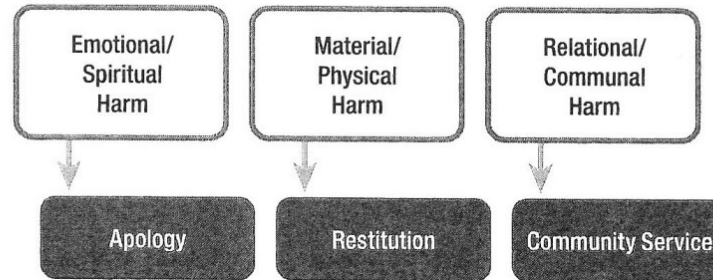 Emotional/
Spiritual
Harm
Material/
Physical
Harm
Relational/
Communal
Harm
Apology
Restitution
Community Service